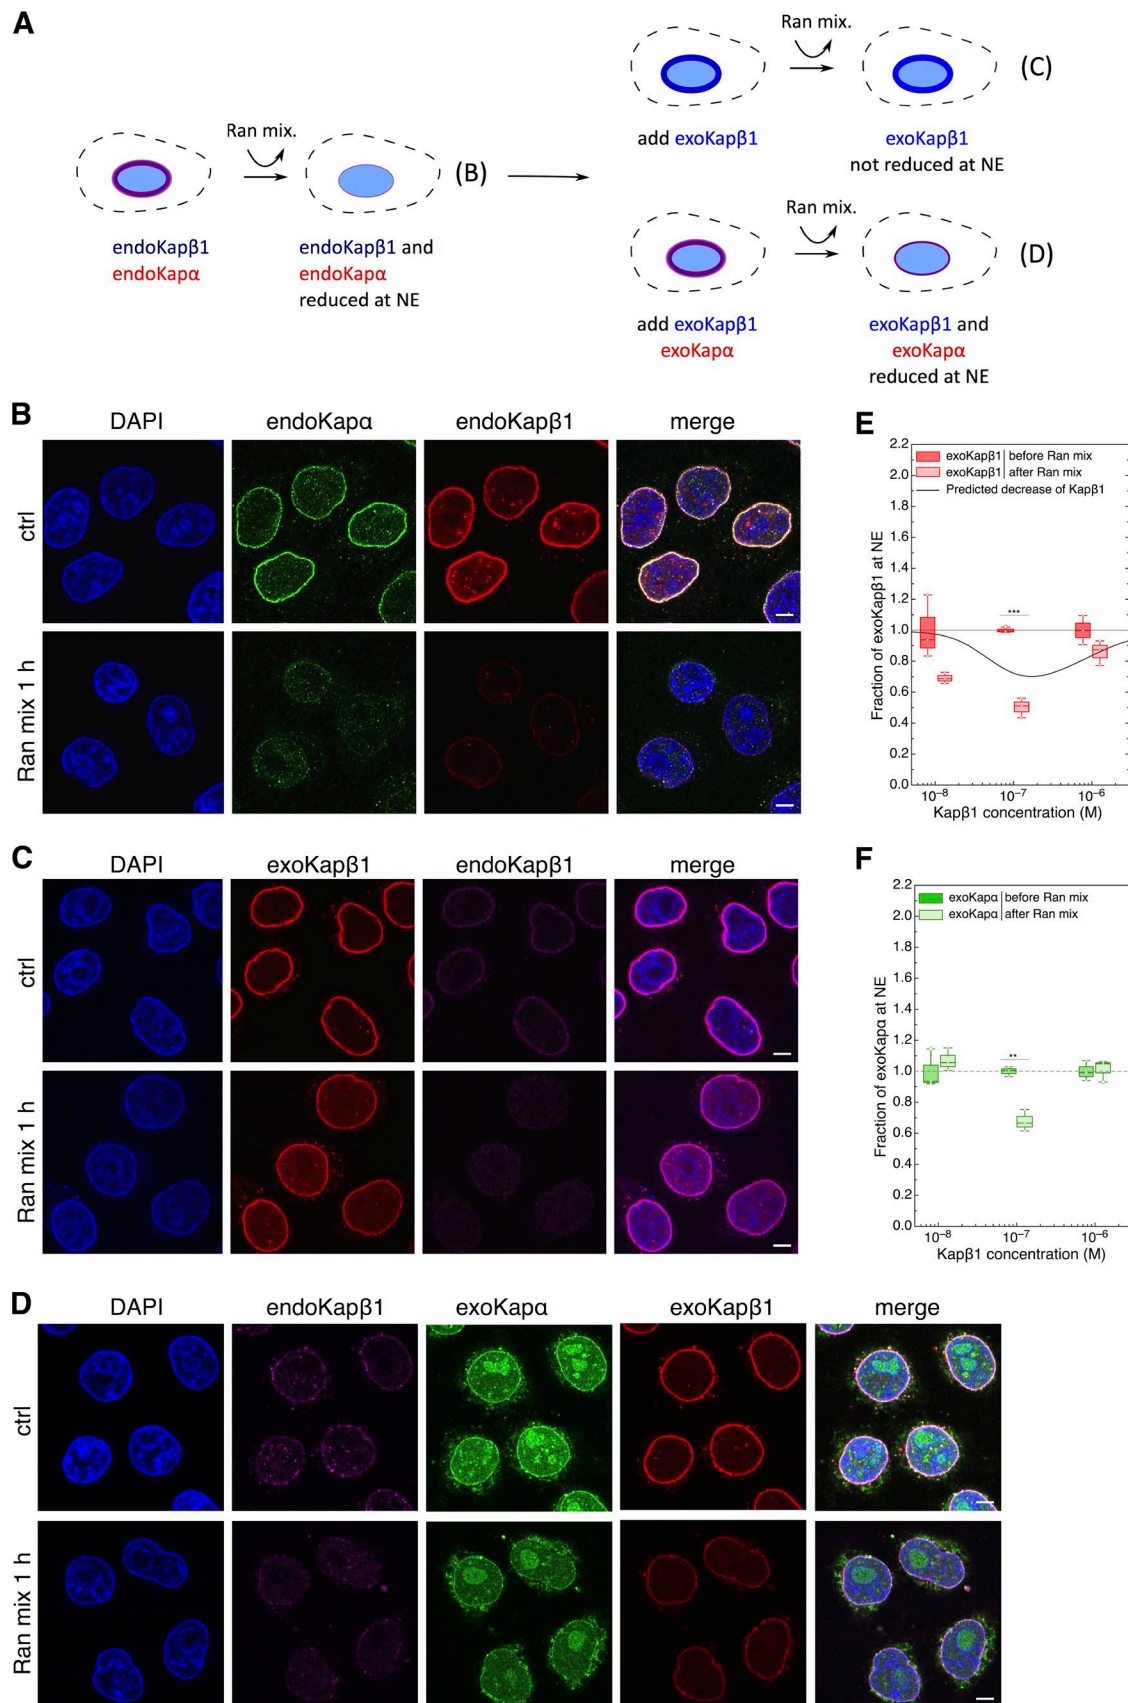 A
Ran mix.
(B)
endoKapβ1
endoKapα
endoKapβ1 and
endoKapα
reduced at NE
Ran mix.
(C)
add exoKapβ1
exoKapβ1
not reduced at NE
Ran mix.
(D)
add exoKapβ1
exoKapα
exoKapβ1 and
exoKapα
reduced at NE
B
DAPI
endoKapα
endoKapβ1
merge
ctrl
Ran mix 1 h
C
DAPI
exoKapβ1
endoKapβ1
merge
ctrl
Ran mix 1 h
D
DAPI
endoKapβ1
exoKapα
exoKapβ1
merge
ctrl
Ran mix 1 h
E
Fraction of exoKapβ1 at NE
2.2
2.0
1.8
1.6
1.4
1.2
1.0
0.8
0.6
0.4
0.2
0.0
exoKapβ1 | before Ran mix
exoKapβ1 | after Ran mix
Predicted decrease of Kapβ1
***
10⁻⁸
10⁻⁷
10⁻⁶
Kapβ1 concentration (M)
F
Fraction of exoKapα at NE
2.2
2.0
1.8
1.6
1.4
1.2
1.0
0.8
0.6
0.4
0.2
0.0
exoKapα | before Ran mix
exoKapα | after Ran mix
**
10⁻⁸
10⁻⁷
10⁻⁶
Kapβ1 concentration (M)